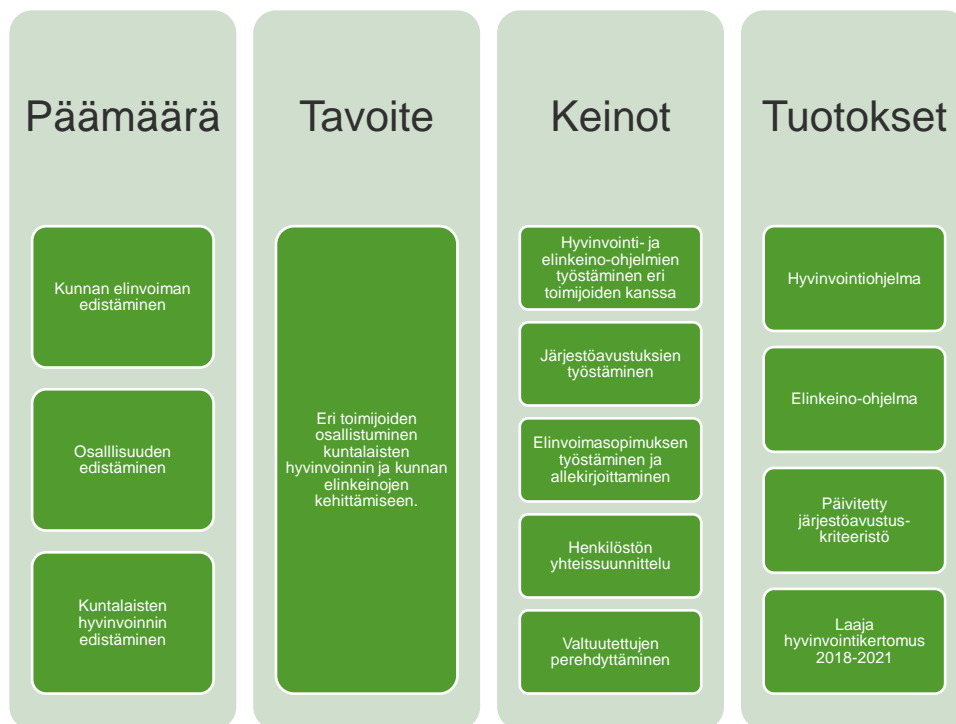 Päämäärä
Kunnan elinvoiman
edistäminen
Osalllisuuden
edistäminen
Kuntalaisten
hyvinvoinnin
edistäminen
Tavoite
Eri toimijoiden
osallistuminen
kuntalaisten
hyvinvoinnin ja kunnan
elinkeinojen
kehittämiseen.
Keinot
Hyvinvointi- ja
elinkeino-ohjelmien
työstäminen eri
toimijoiden kanssa
Järjestöavustuksien
työstäminen
Elinvoimasopimuksen
työstäminen ja
allekirjoittaminen
Henkilöstön
yhteissuunnittelu
Valtuutettujen
perehdyttäminen
Tuotokset
Hyvinvointiohjelma
Elinkeino-ohjelma
Päivitetty
järjestöavustus-
kriteeristö
Laaja
hyvinvointikertomus
2018-2021